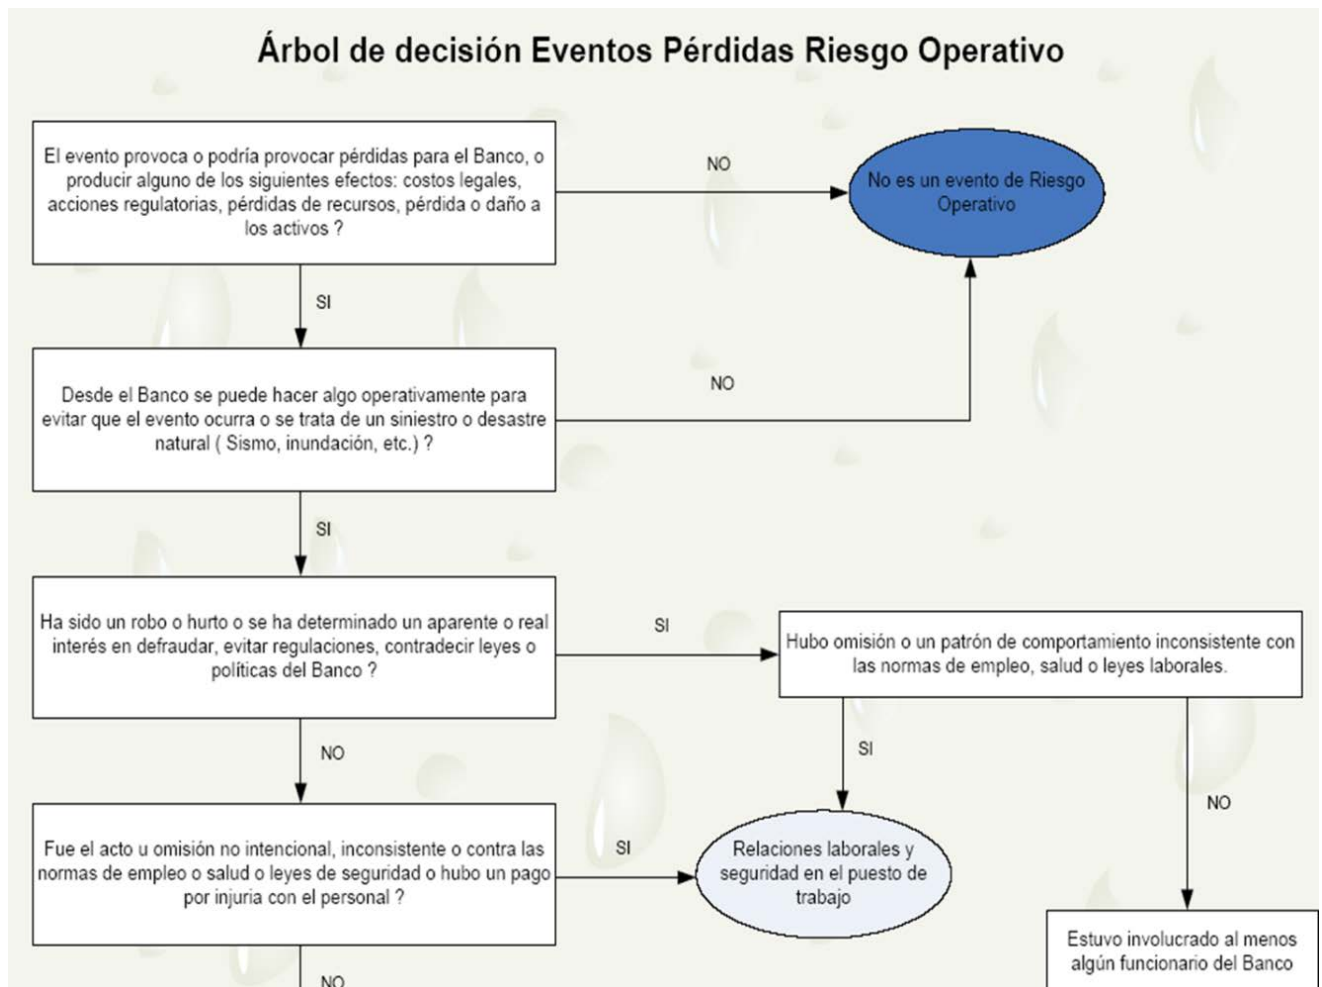 Árbol de decisión Eventos Pérdidas Riesgo Operativo
El evento provoca o podría provocar pérdidas para el Banco, o
producir alguno de los siguientes efectos: costos legales,
acciones regulatorias, pérdidas de recursos, pérdida o daño a
los activos ?
NO
No es un evento de Riesgo
Operativo
SI
Desde el Banco se puede hacer algo operativamente para
evitar que el evento ocurra o se trata de un siniestro o desastre
natural ( Sismo, inundación, etc.) ?
NO
SI
Ha sido un robo o hurto o se ha determinado un aparente o real
interés en defraudar, evitar regulaciones, contradecir leyes o
políticas del Banco ?
SI
Hubo omisión o un patrón de comportamiento inconsistente con
las normas de empleo, salud o leyes laborales.
NO
SI
NO
Fue el acto u omisión no intencional, inconsistente o contra las
normas de empleo o salud o leyes de seguridad o hubo un pago
por injuria con el personal ?
SI
Relaciones laborales y
seguridad en el puesto de
trabajo
Estuvo involucrado al menos
algún funcionario del Banco
NO